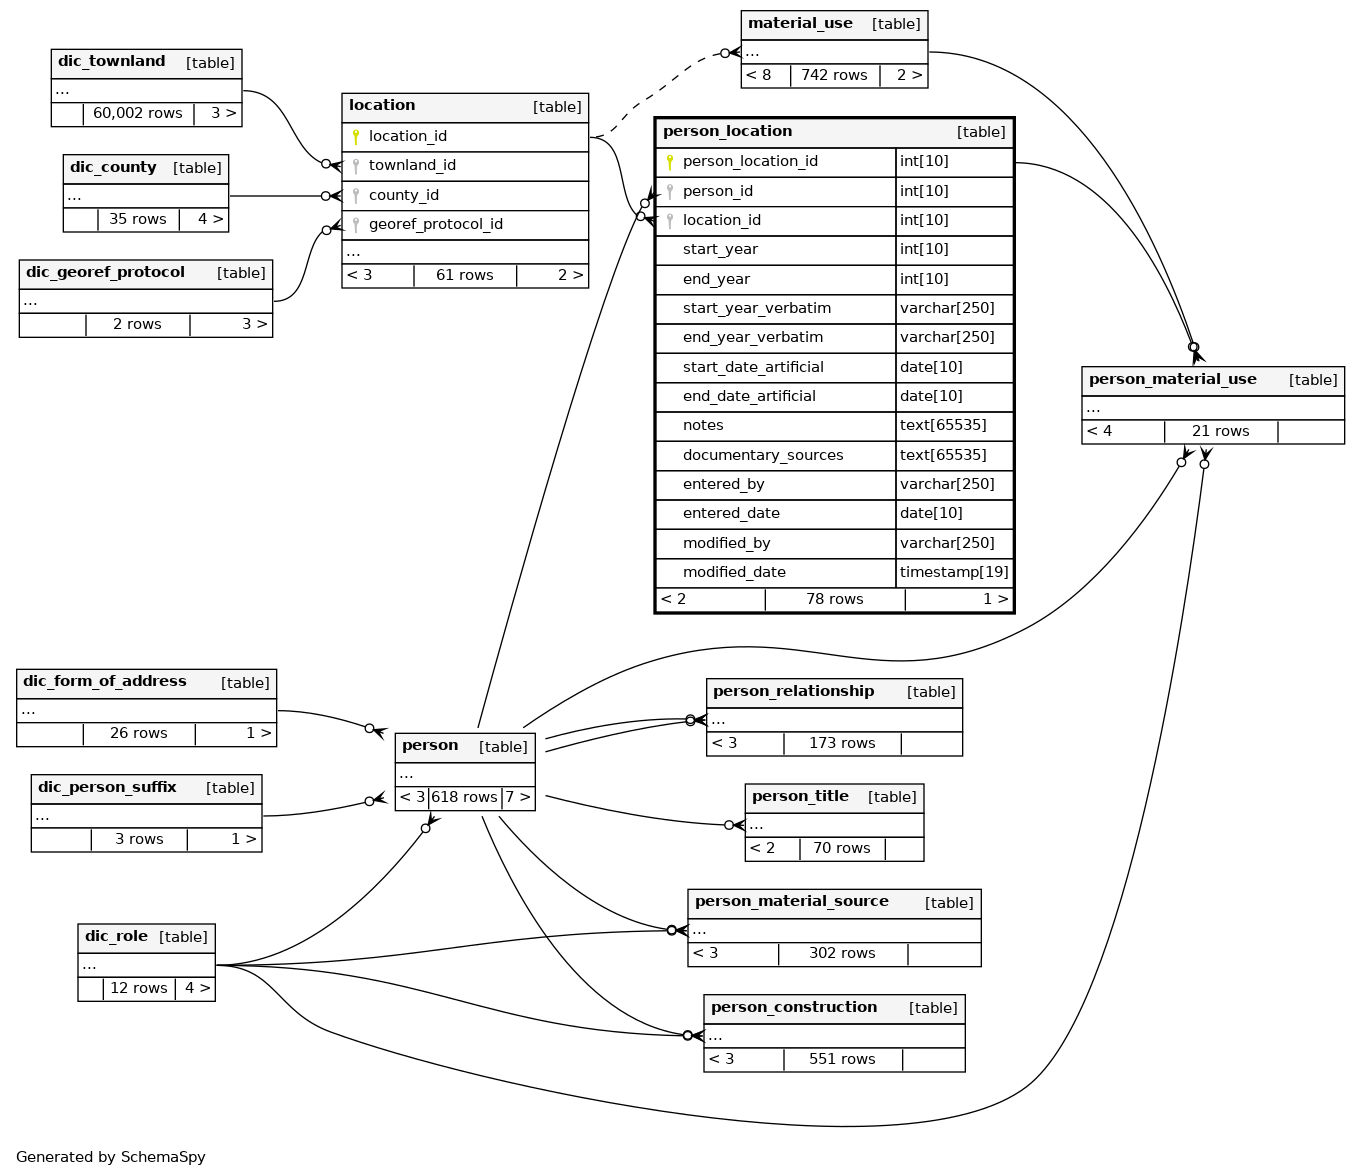 material_use [table]
...
< 8 742 rows 2 >
dic_townland [table]
...
60,002 rows 3 >
location [table]
location_id
townland_id
county_id
georef_protocol_id
...
< 3 61 rows 2 >
dic_county [table]
...
35 rows 4 >
dic_georef_protocol [table]
...
2 rows 3 >
person_location [table]
person_location_id int[10]
person_id int[10]
location_id int[10]
start_year int[10]
end_year int[10]
start_year_verbatim varchar[250]
end_year_verbatim varchar[250]
start_date_artificial date[10]
end_date_artificial date[10]
notes text[65535]
documentary_sources text[65535]
entered_by varchar[250]
entered_date date[10]
modified_by varchar[250]
modified_date timestamp[19]
< 2 78 rows 1 >
person_material_use [table]
...
< 4 21 rows
dic_form_of_address [table]
...
26 rows 1 >
person_relationship [table]
...
< 3 173 rows
person [table]
...
< 3 618 rows 7 >
dic_person_suffix [table]
...
3 rows 1 >
person_title [table]
...
< 2 70 rows
person_material_source [table]
...
< 3 302 rows
dic_role [table]
...
12 rows 4 >
person_construction [table]
...
< 3 551 rows
Generated by SchemaSpy